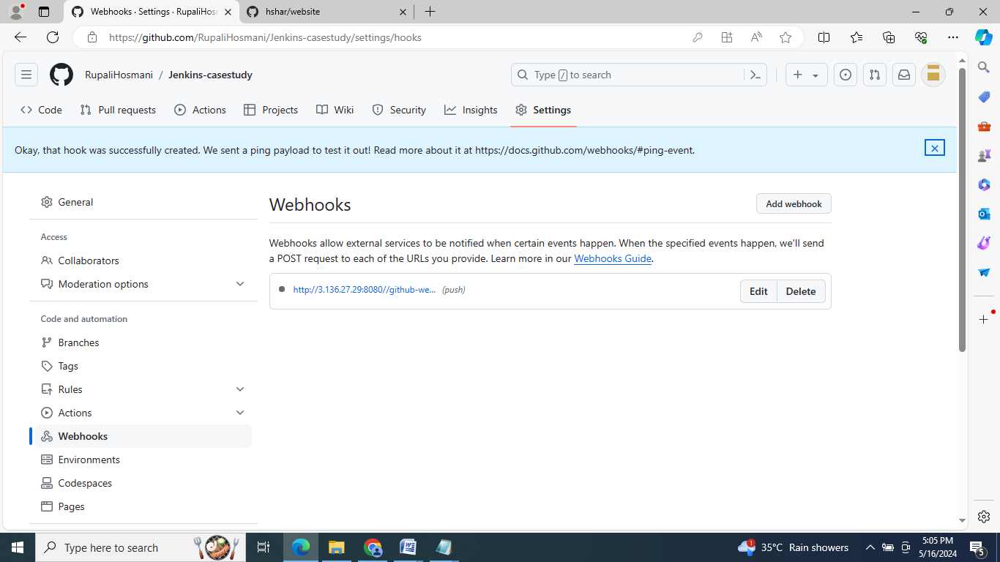 Webhooks · Settings · RupaliHosm
hshar/website
https://github.com/RupaliHosmani/Jenkins-casestudy/settings/hooks
RupaliHosmani / Jenkins-casestudy
Type / to search
Code
Pull requests
Actions
Projects
Wiki
Security
Insights
Settings
Okay, that hook was successfully created. We sent a ping payload to test it out! Read more about it at https://docs.github.com/webhooks/#ping-event.
General
Access
Collaborators
Moderation options
Code and automation
Branches
Tags
Rules
Actions
Webhooks
Environments
Codespaces
Pages
Webhooks
Add webhook
Webhooks allow external services to be notified when certain events happen. When the specified events happen, we'll send
a POST request to each of the URLs you provide. Learn more in our Webhooks Guide.
http://3.136.27.29:8080//github-we... (push)
Edit
Delete
Type here to search
1
35°C Rain showers
5:05 PM
5/16/2024
5